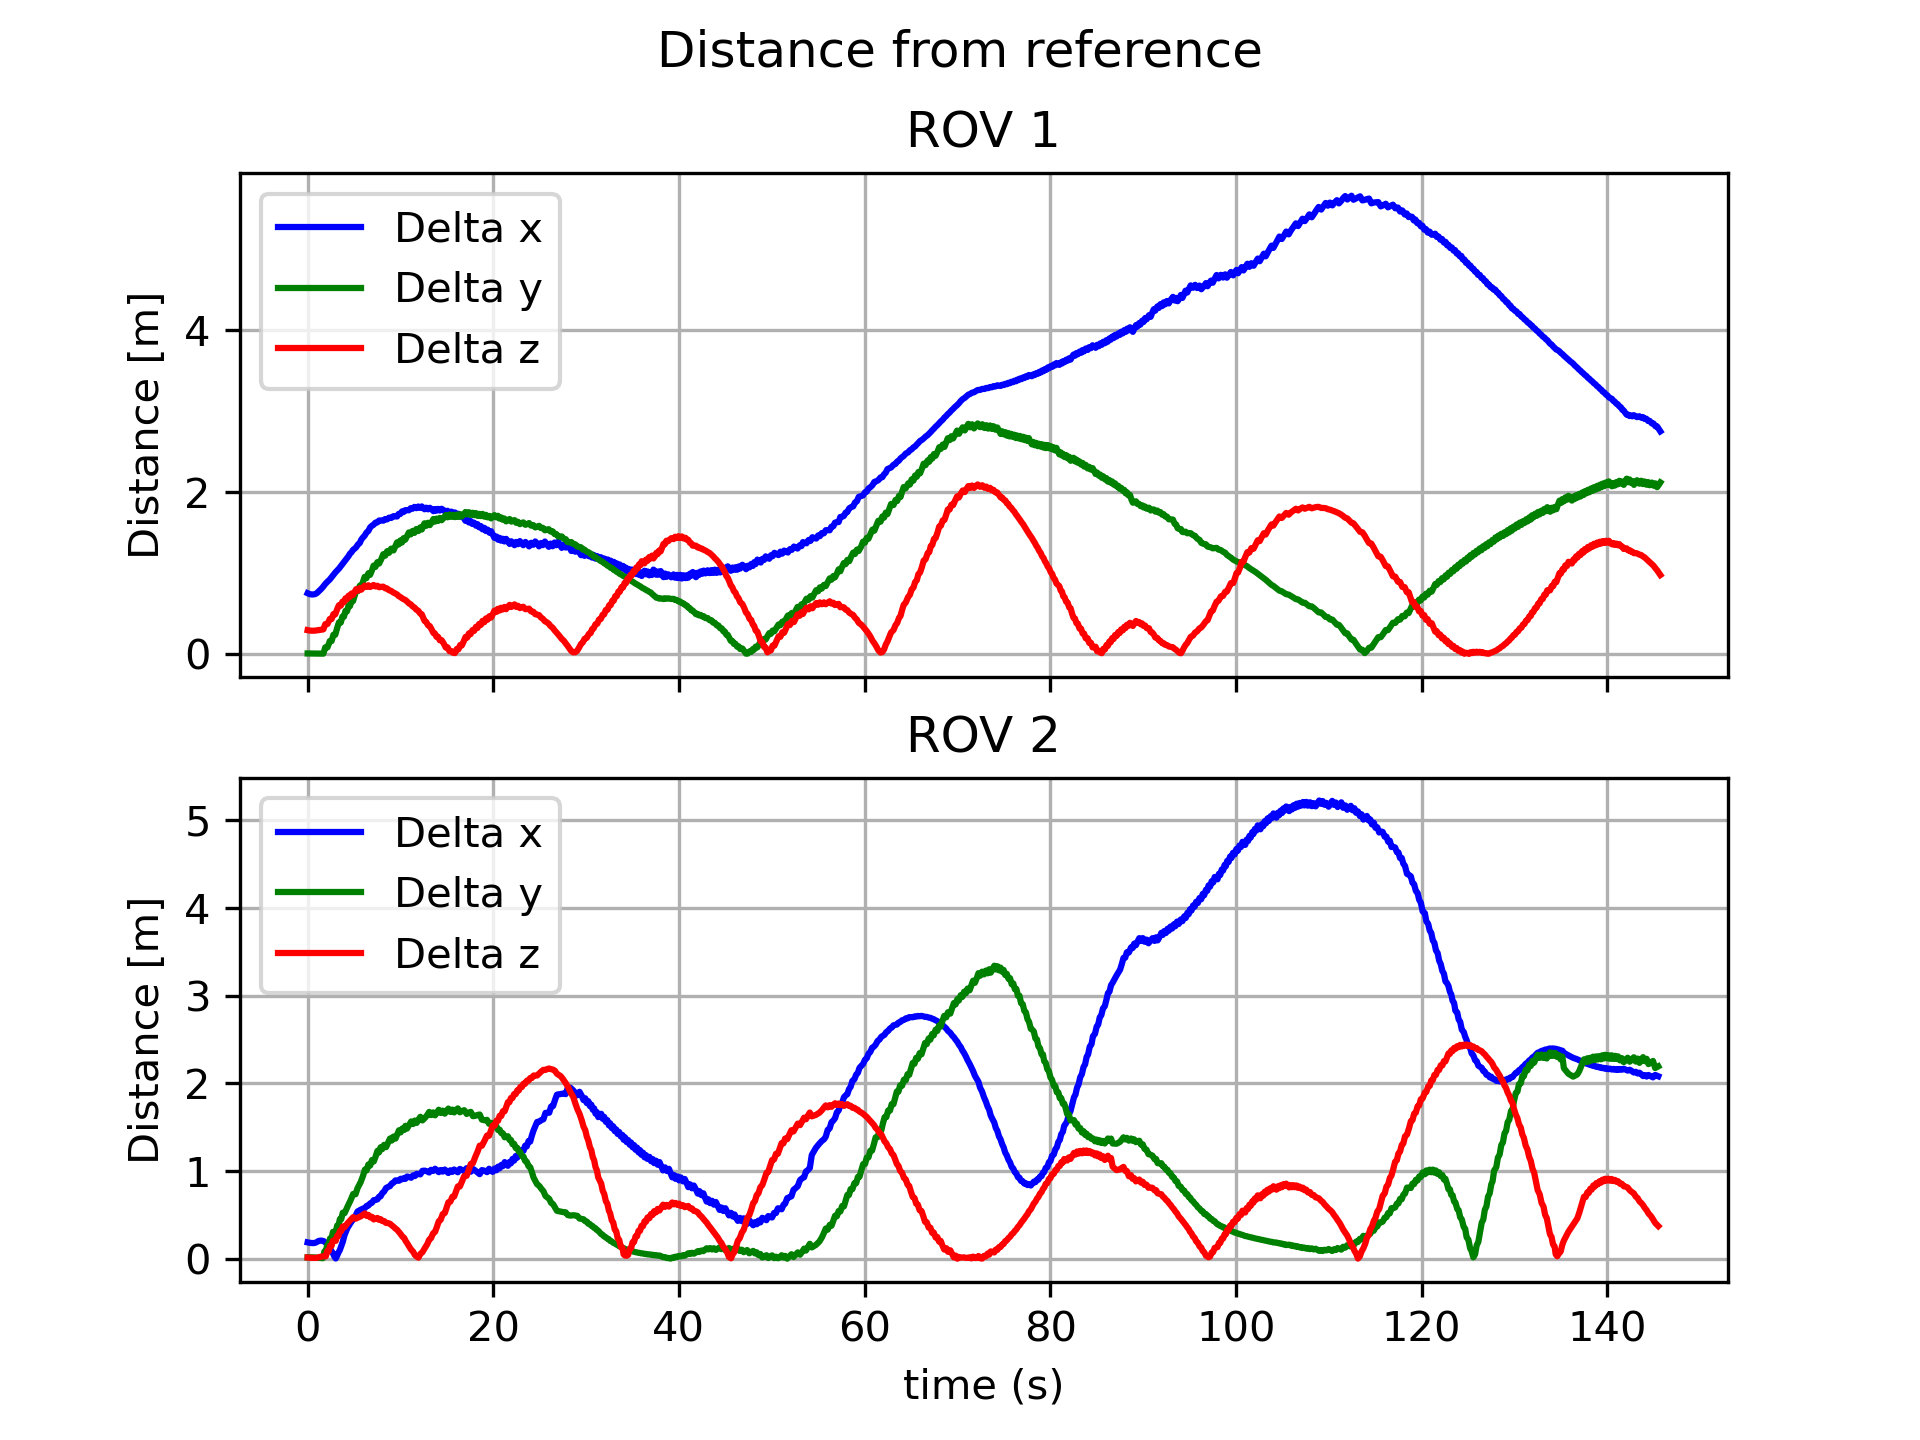 Distance from reference
ROV 1
Delta x
Delta y
Delta z
Distance [m]
4
2
0
ROV 2
Delta x
Delta y
Delta z
Distance [m]
5
4
3
2
1
0
0 20 40 60 80 100 120 140
time (s)